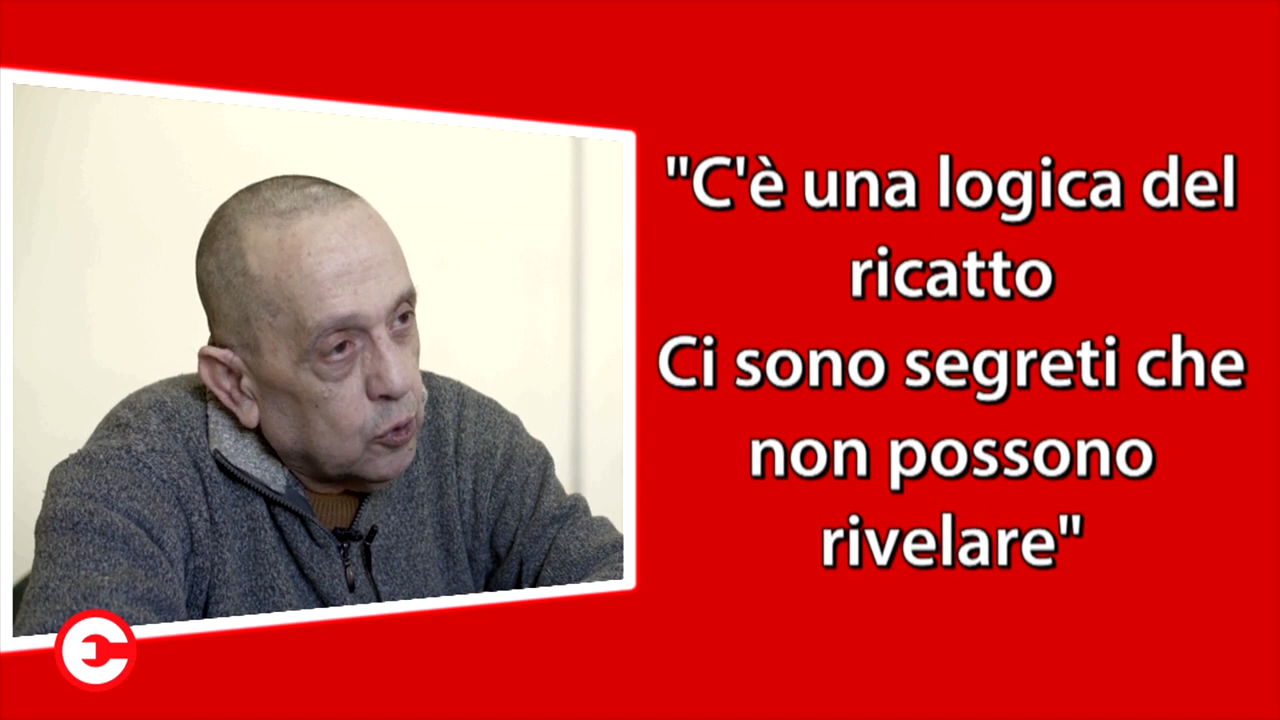 "C'è una logica del
ricatto
Ci sono segreti che
non possono
rivelare"